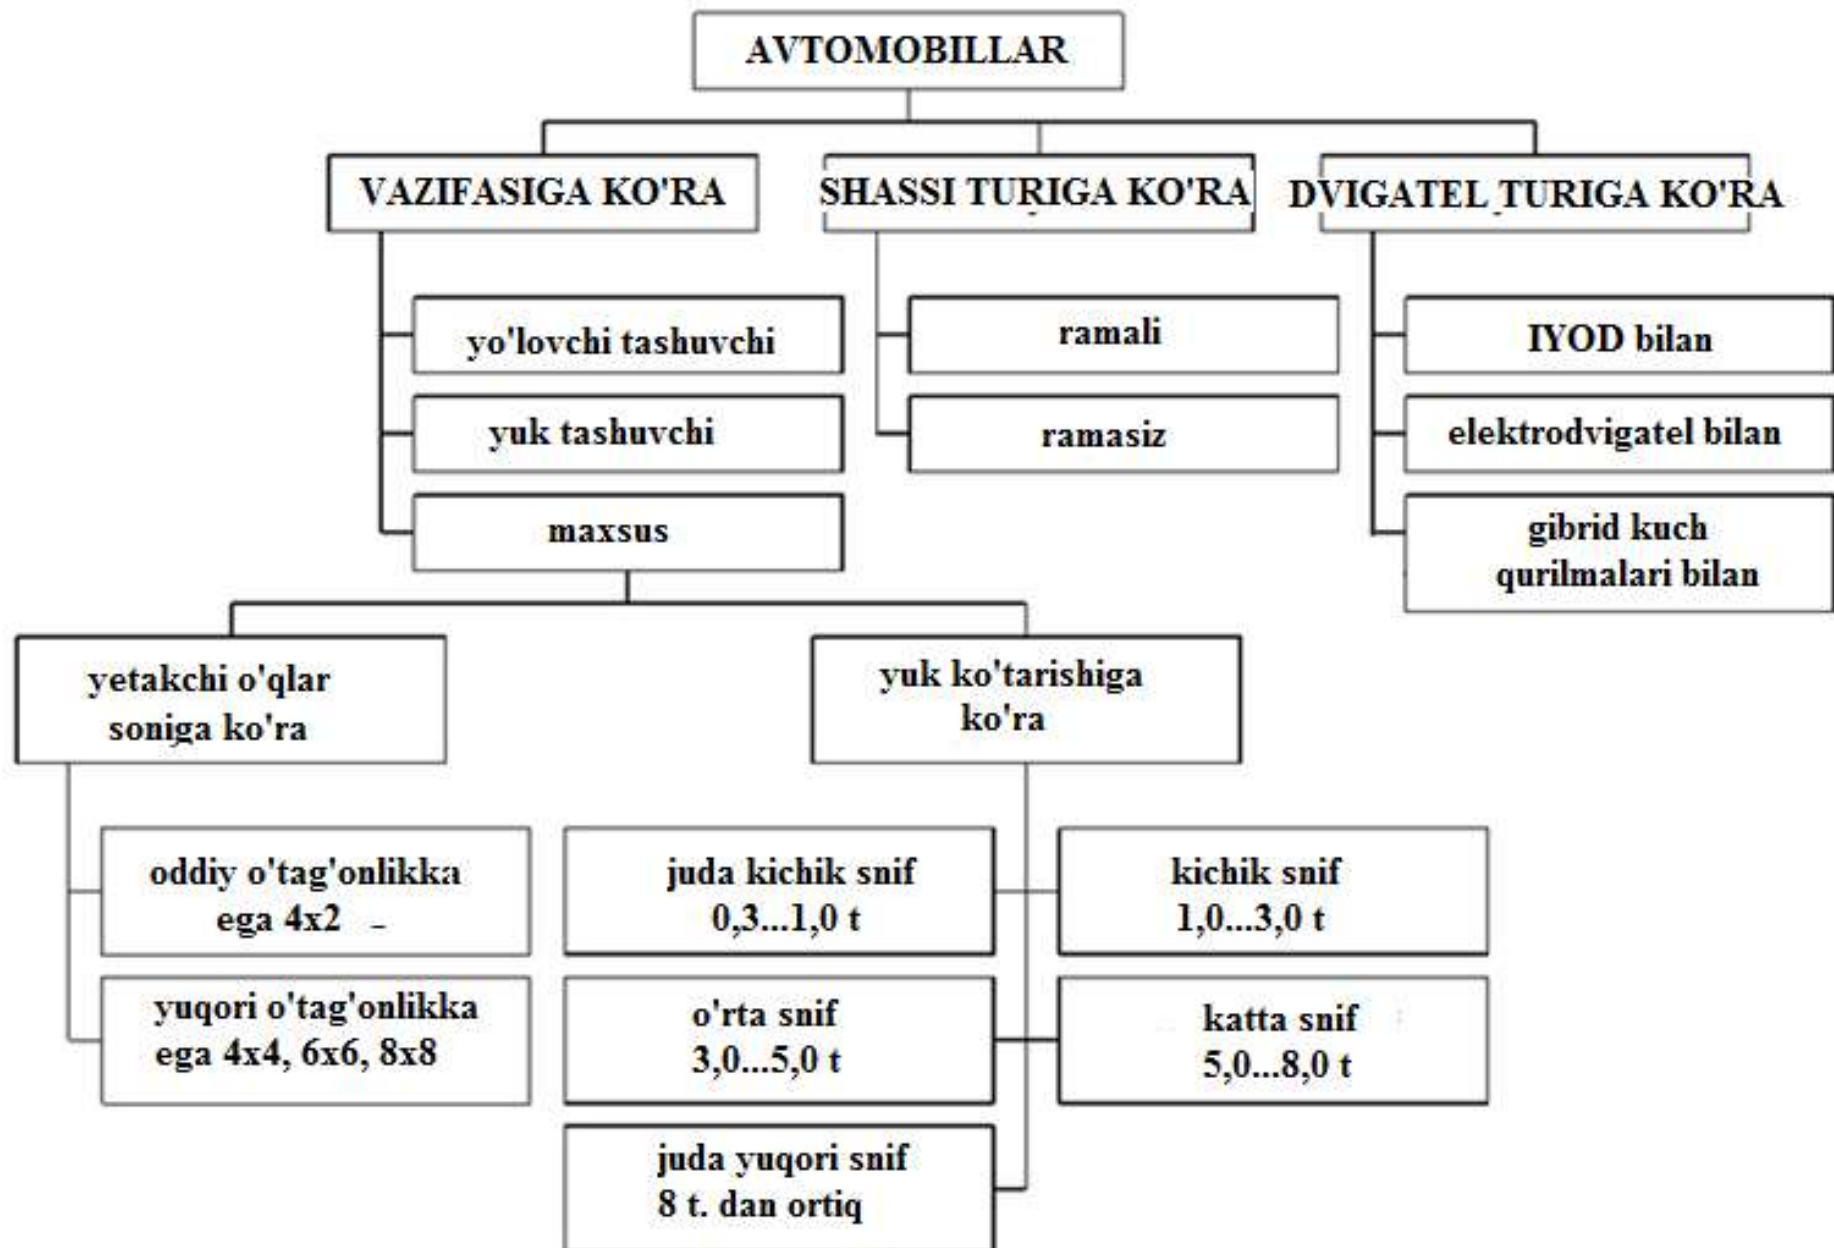 AVTOMOBILLAR
VAZIFASIGA KO'RA
SHASSI TURIGA KO'RA
DVIGATEL TURIGA KO'RA
yo'lovchi tashuvchi
yuk tashuvchi
maxsus
ramali
ramasiz
IYOD bilan
elektrodvigatel bilan
gibrid kuch
qurilmalari bilan
yetakchi o'qlar
soniga ko'ra
oddiy o'tag'onlikka
ega 4x2
yuqori o'tag'onlikka
ega 4x4, 6x6, 8x8
yuk ko'tarishiga
ko'ra
juda kichik snif
0,3...1,0 t
kichik snif
1,0...3,0 t
o'rta snif
3,0...5,0 t
katta snif
5,0...8,0 t
juda yuqori snif
8 t. dan ortiq